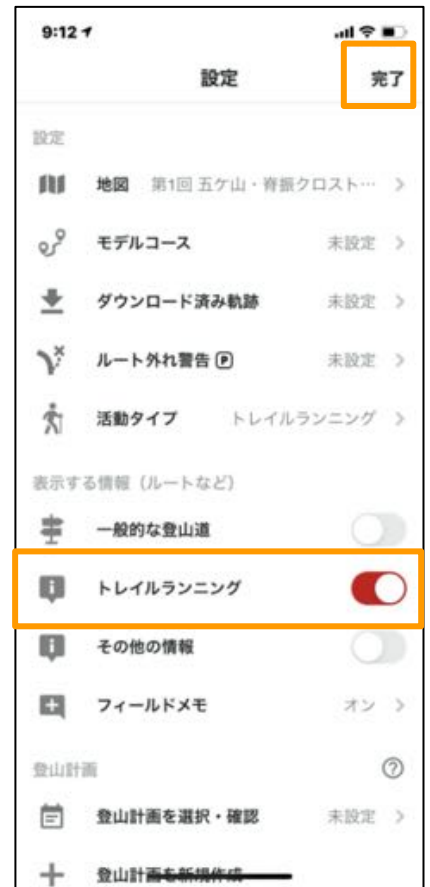 9:12
設定
完了
設定
地図 第1回 五ケ山・脊振クロスト…
モデルコース 未設定
ダウンロード済み軌跡 未設定
ルート外れ警告 P 未設定
活動タイプ トレイルランニング
表示する情報（ルートなど）
一般的な登山道
トレイルランニング
その他の情報
フィールドメモ オン
登山計画
登山計画を選択・確認 未設定
登山計画を新規作成